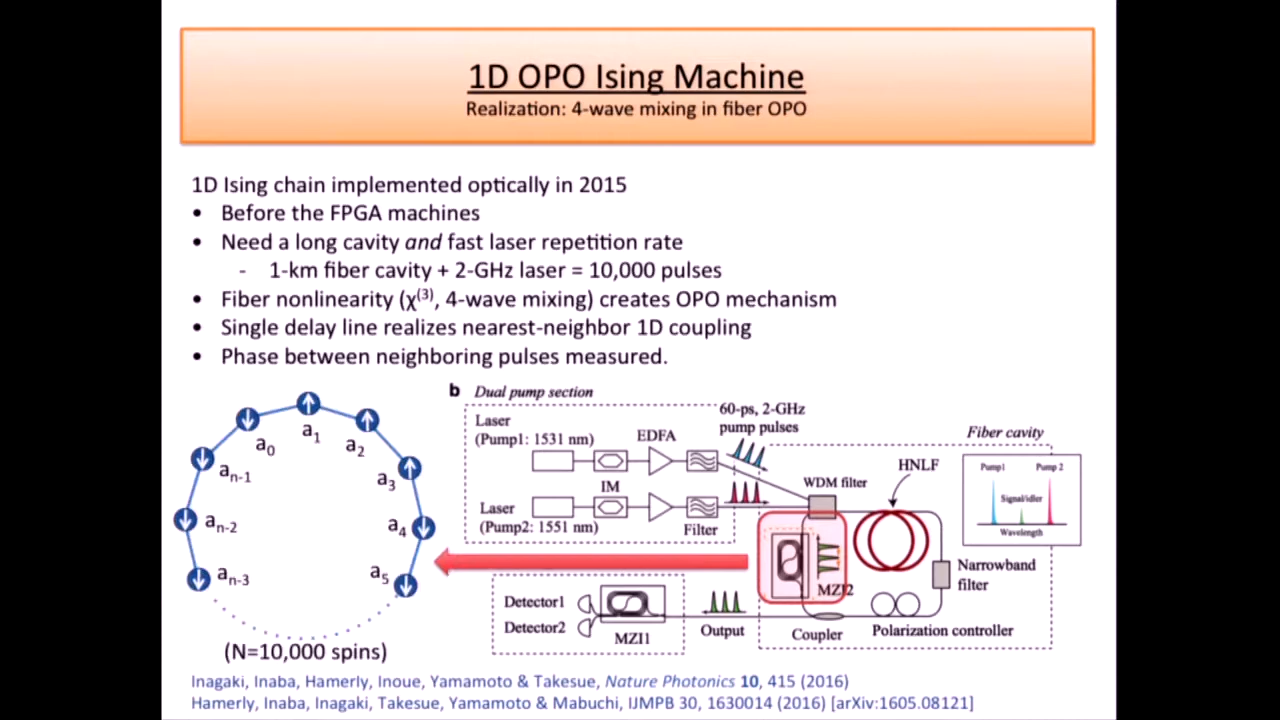 1D OPO Ising Machine
Realization: 4-wave mixing in fiber OPO
1D Ising chain implemented optically in 2015
• Before the FPGA machines
• Need a long cavity and fast laser repetition rate
- 1-km fiber cavity + 2-GHz laser = 10,000 pulses
• Fiber nonlinearity (χ(3), 4-wave mixing) creates OPO mechanism
• Single delay line realizes nearest-neighbor 1D coupling
• Phase between neighboring pulses measured.
a0
a1
a2
an-1
a3
an-2
a4
an-3
a5
(N=10,000 spins)
b Dual pump section
60-ps, 2-GHz
pump pulses
Laser
(Pump1: 1531 nm)
EDFA
IM
Laser
(Pump2: 1551 nm)
Filter
WDM filter
HNLF
Fiber cavity
Pump1
Pump 2
Signal/idler
Wavelength
Narrowband
filter
MZI2
Detector1
Detector2
MZI1
Output
Coupler
Polarization controller
Inagaki, Inaba, Hamerly, Inoue, Yamamoto & Takesue, Nature Photonics 10, 415 (2016)
Hamerly, Inaba, Inagaki, Takesue, Yamamoto & Mabuchi, IJMPB 30, 1630014 (2016) [arXiv:1605.08121]